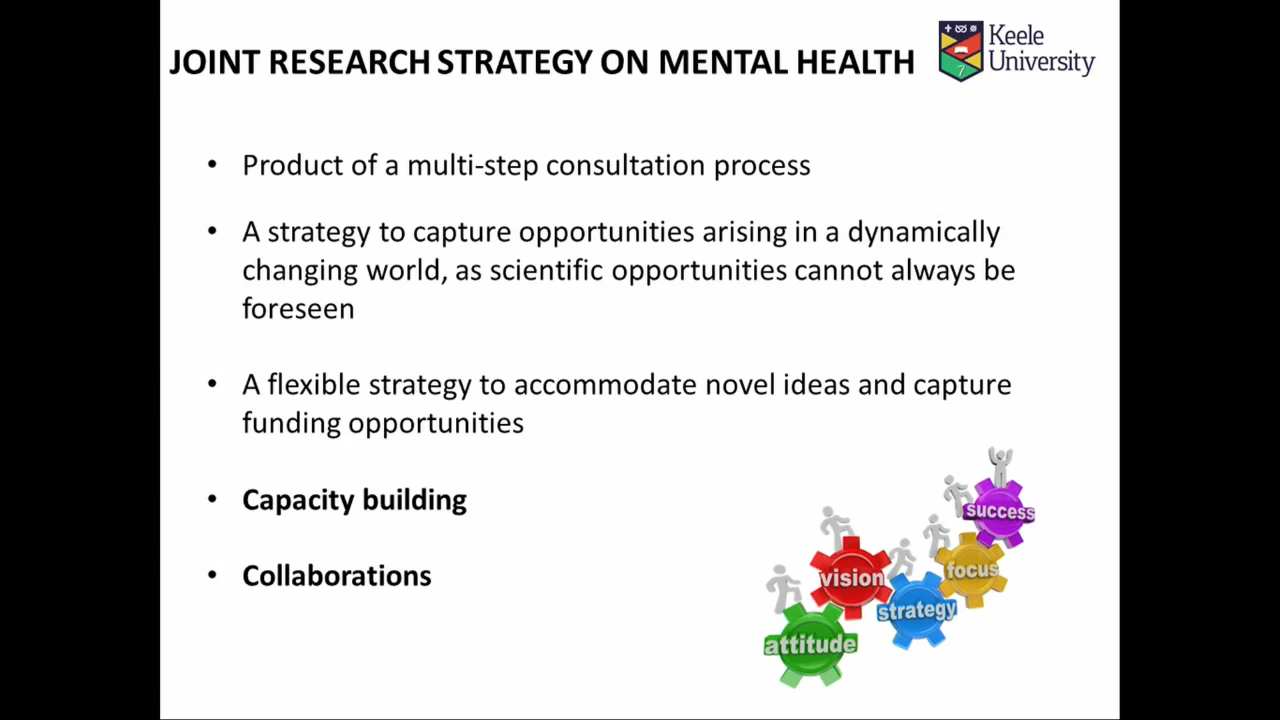 JOINT RESEARCH STRATEGY ON MENTAL HEALTH
Keele
University
• Product of a multi-step consultation process
• A strategy to capture opportunities arising in a dynamically
changing world, as scientific opportunities cannot always be
foreseen
• A flexible strategy to accommodate novel ideas and capture
funding opportunities
• Capacity building
• Collaborations
success
focus
vision
strategy
attitude